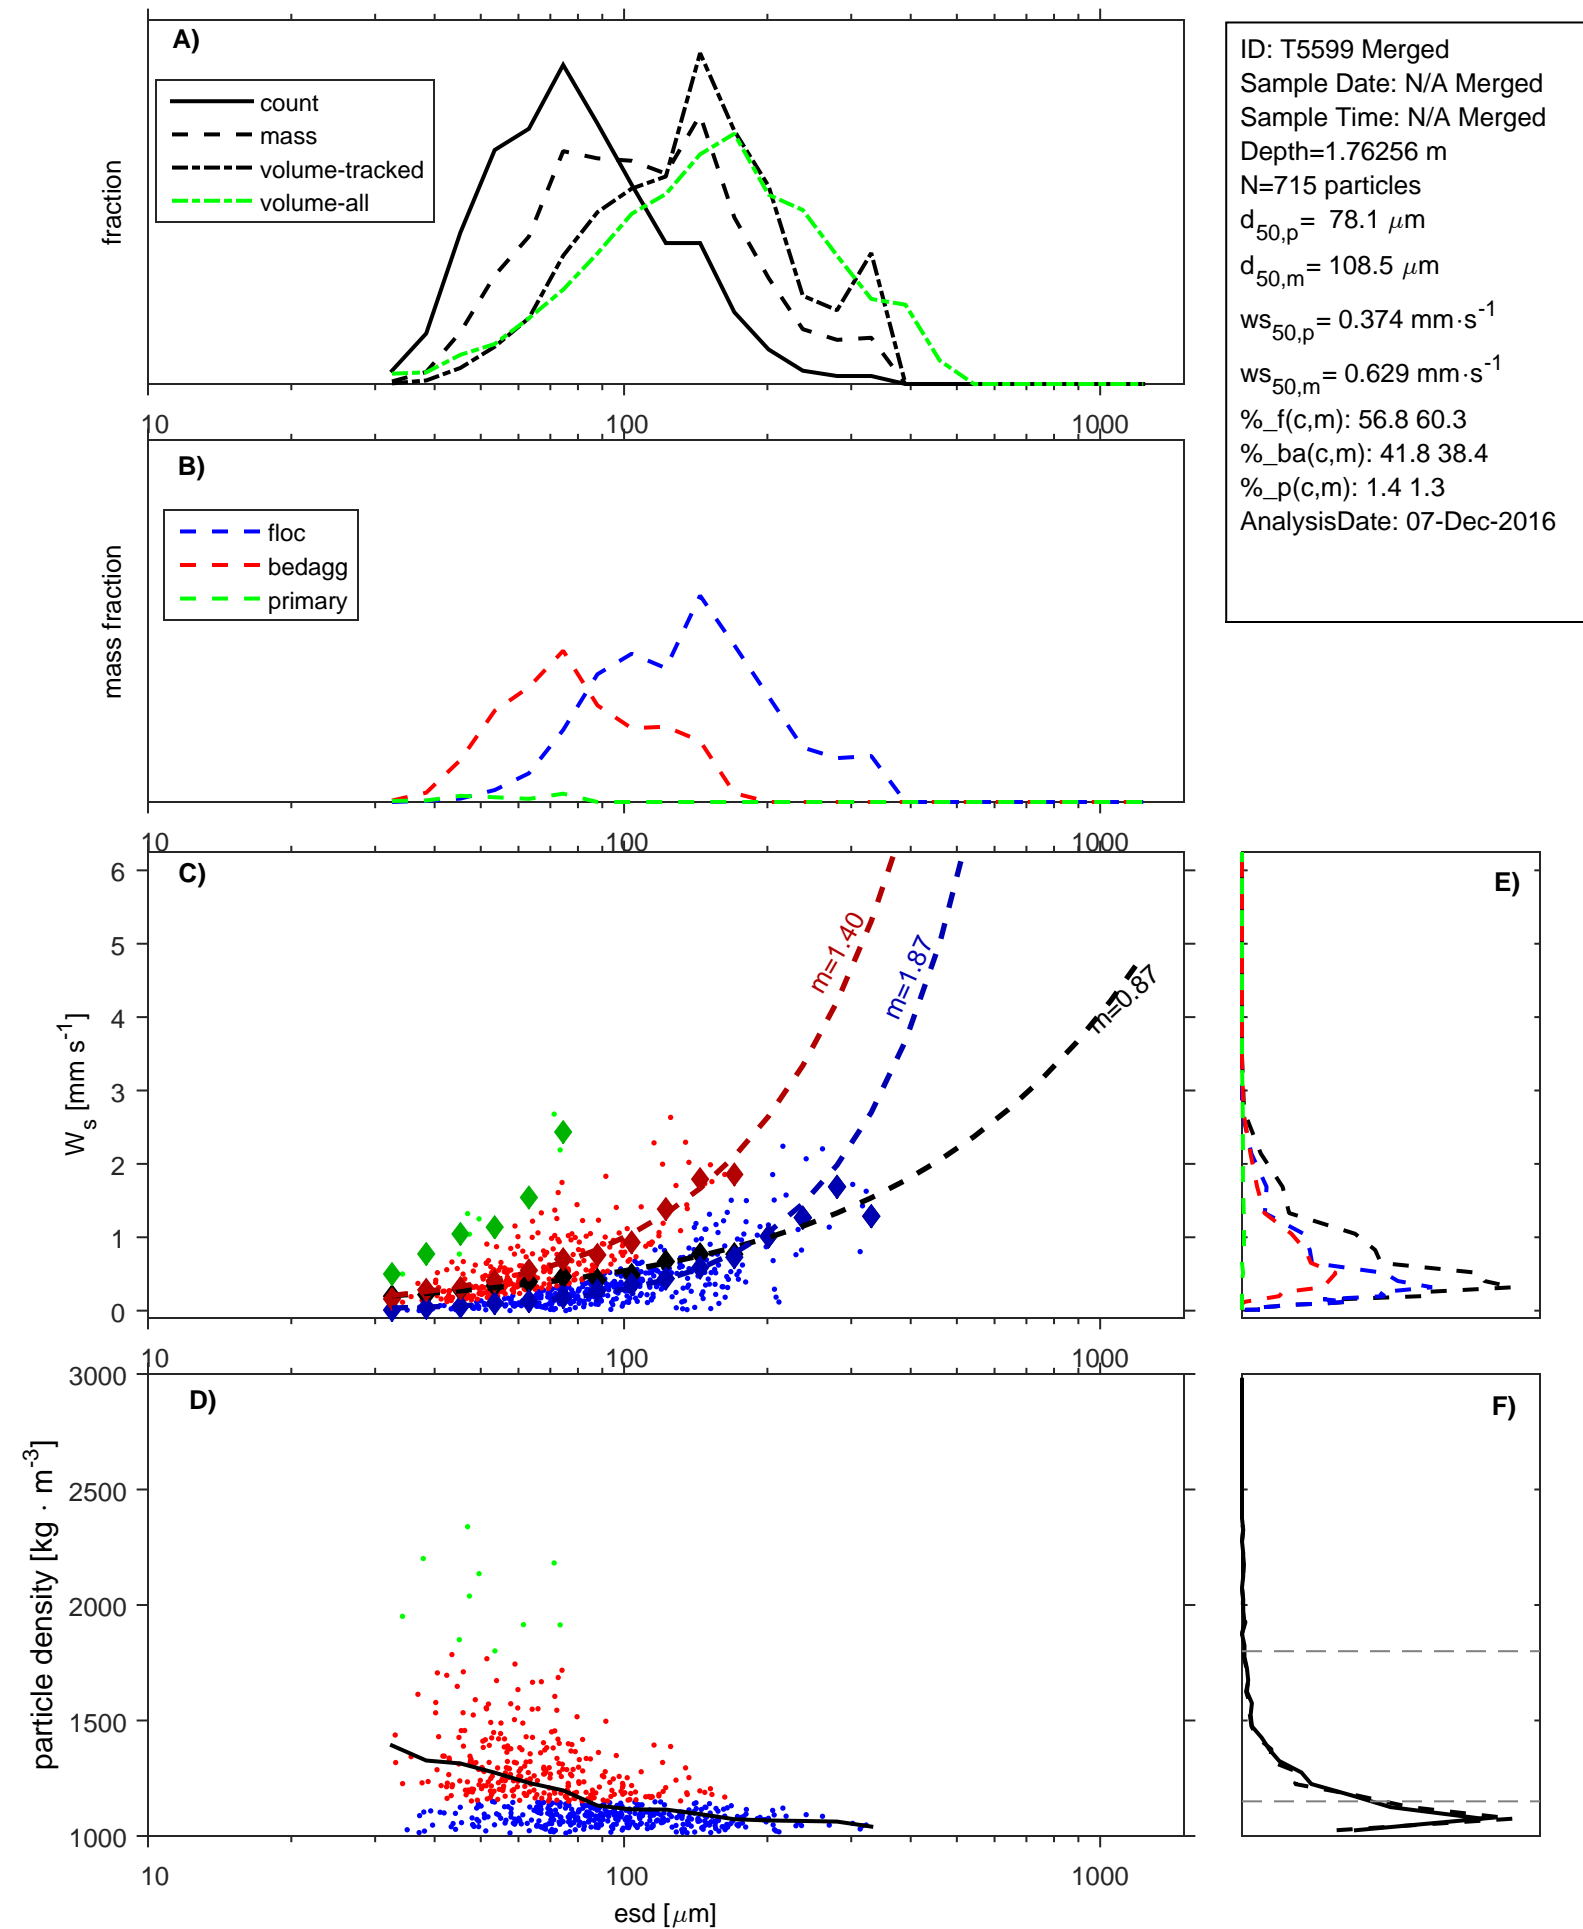 A)
count
mass
volume-tracked
volume-all
fraction
10 100 1000
B)
floc
bedagg
primary
mass fraction
10 100 1000
C)
6
5
4
3
2
1
0
W_s [mm s^-1]
m=1.40
m=1.87
m=0.87
10 100 1000
E)
D)
3000
2500
2000
1500
1000
particle density [kg · m^-3]
10 100 1000
esd [μm]
F)
ID: T5599 Merged
Sample Date: N/A Merged
Sample Time: N/A Merged
Depth=1.76256 m
N=715 particles
d_50,p= 78.1 μm
d_50,m= 108.5 μm
ws_50,p= 0.374 mm·s^-1
ws_50,m= 0.629 mm·s^-1
%_f(c,m): 56.8 60.3
%_ba(c,m): 41.8 38.4
%_p(c,m): 1.4 1.3
AnalysisDate: 07-Dec-2016